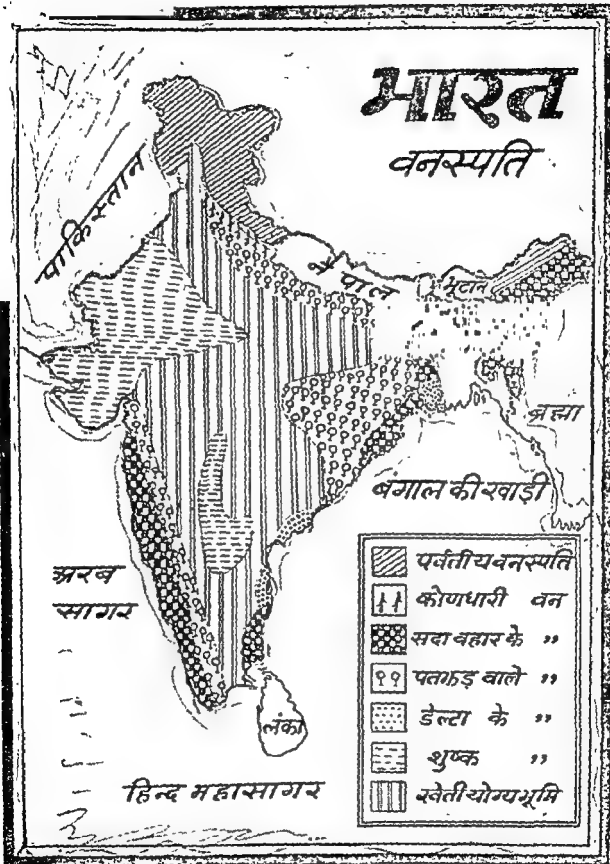 भारत
वनस्पति
पाकिस्तान
नैपाल
भूटान
ब्रह्मा
बंगाल की खाड़ी
अरब
सागर
लंका
हिन्द महासागर
पर्वतीय वनस्पति
कोणधारी वन
सदा बहार के ,,
पतझड़ वाले ,,
डेल्टा के ,,
शुष्क ,,
खेती योग्य भूमि